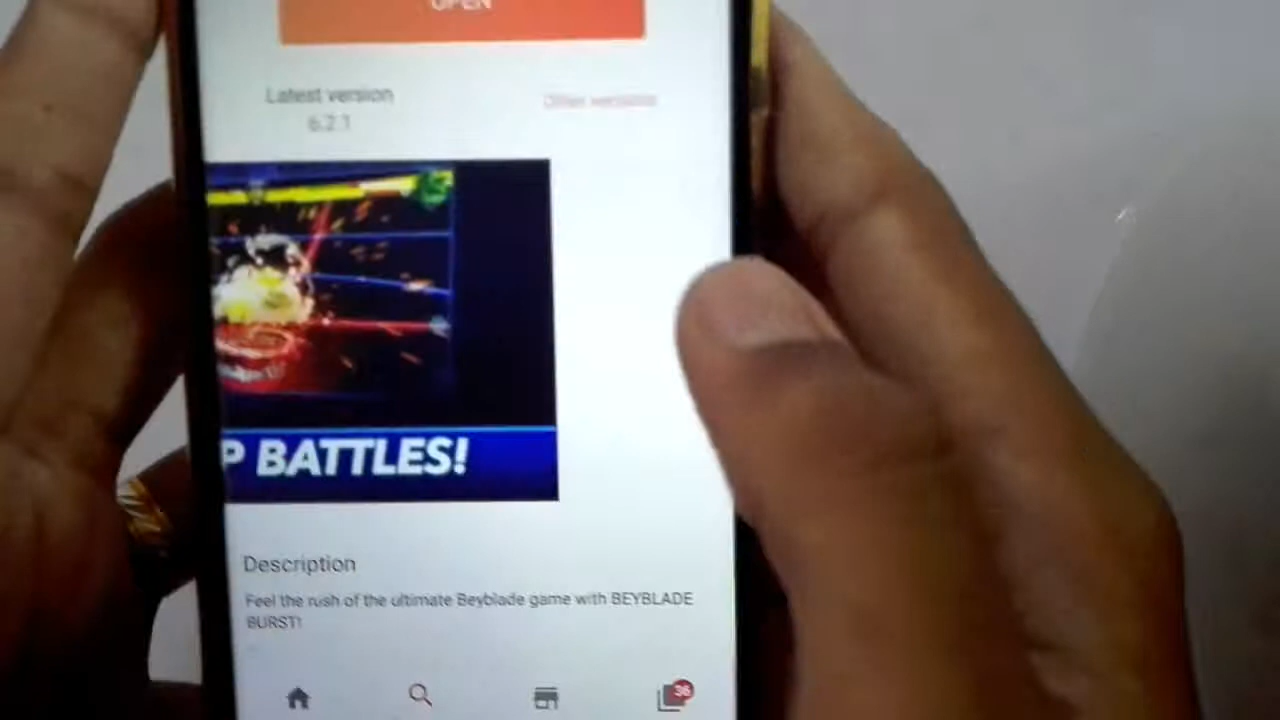 OPEN
Latest version
Other versions
6.2.1
P BATTLES!
Description
Feel the rush of the ultimate Beyblade game with BEYBLADE
BURST!
36